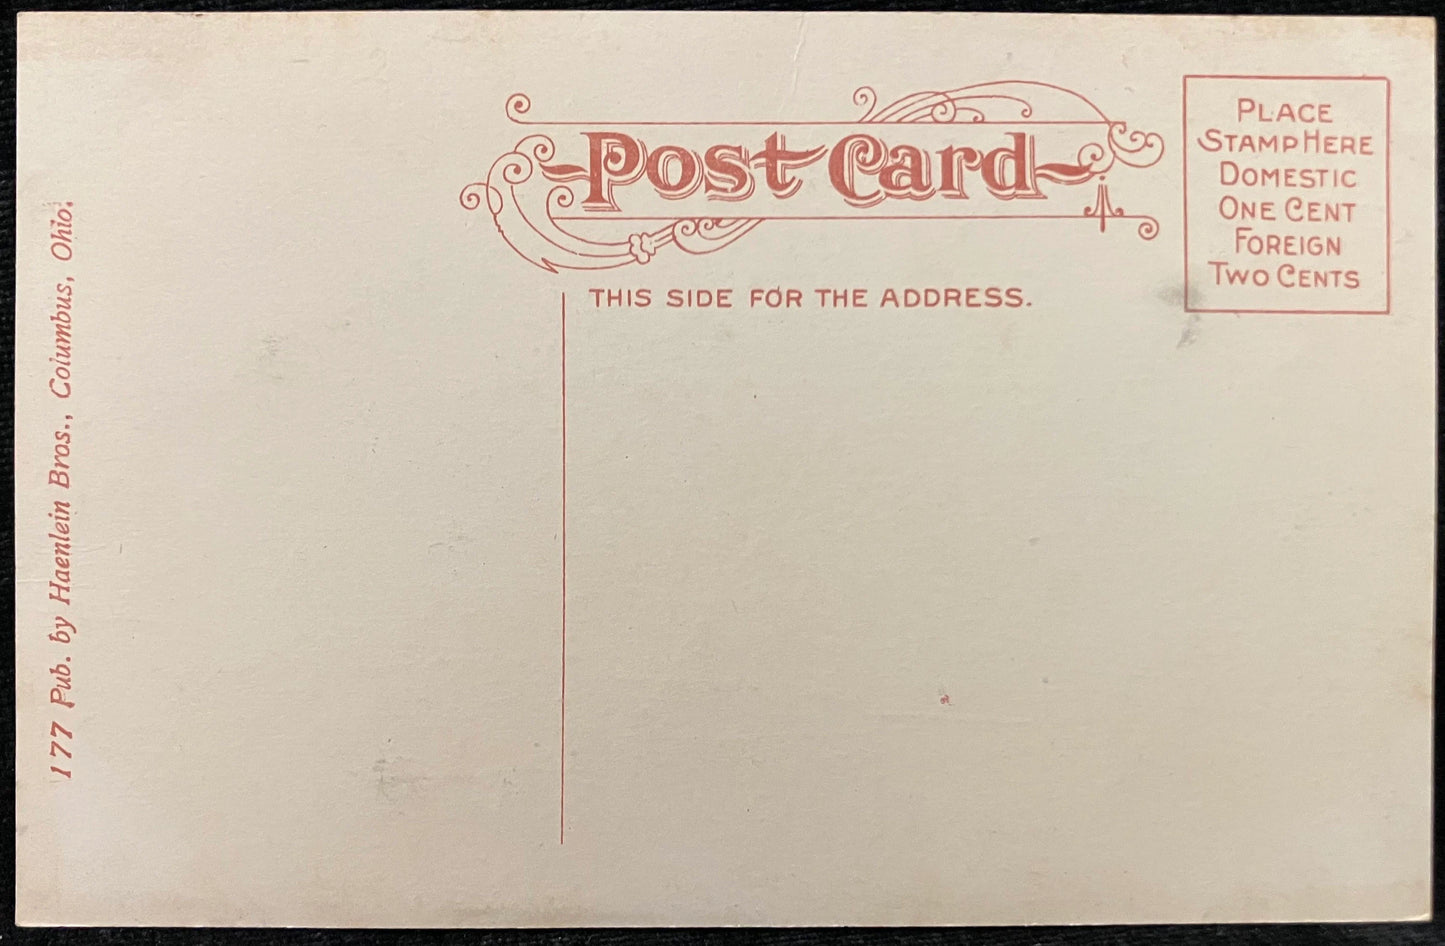 Post Card
THIS SIDE FOR THE ADDRESS.
PLACE
STAMP HERE
DOMESTIC
ONE CENT
FOREIGN
TWO CENTS
177 Pub. by Haenlein Bros., Columbus, Ohio.